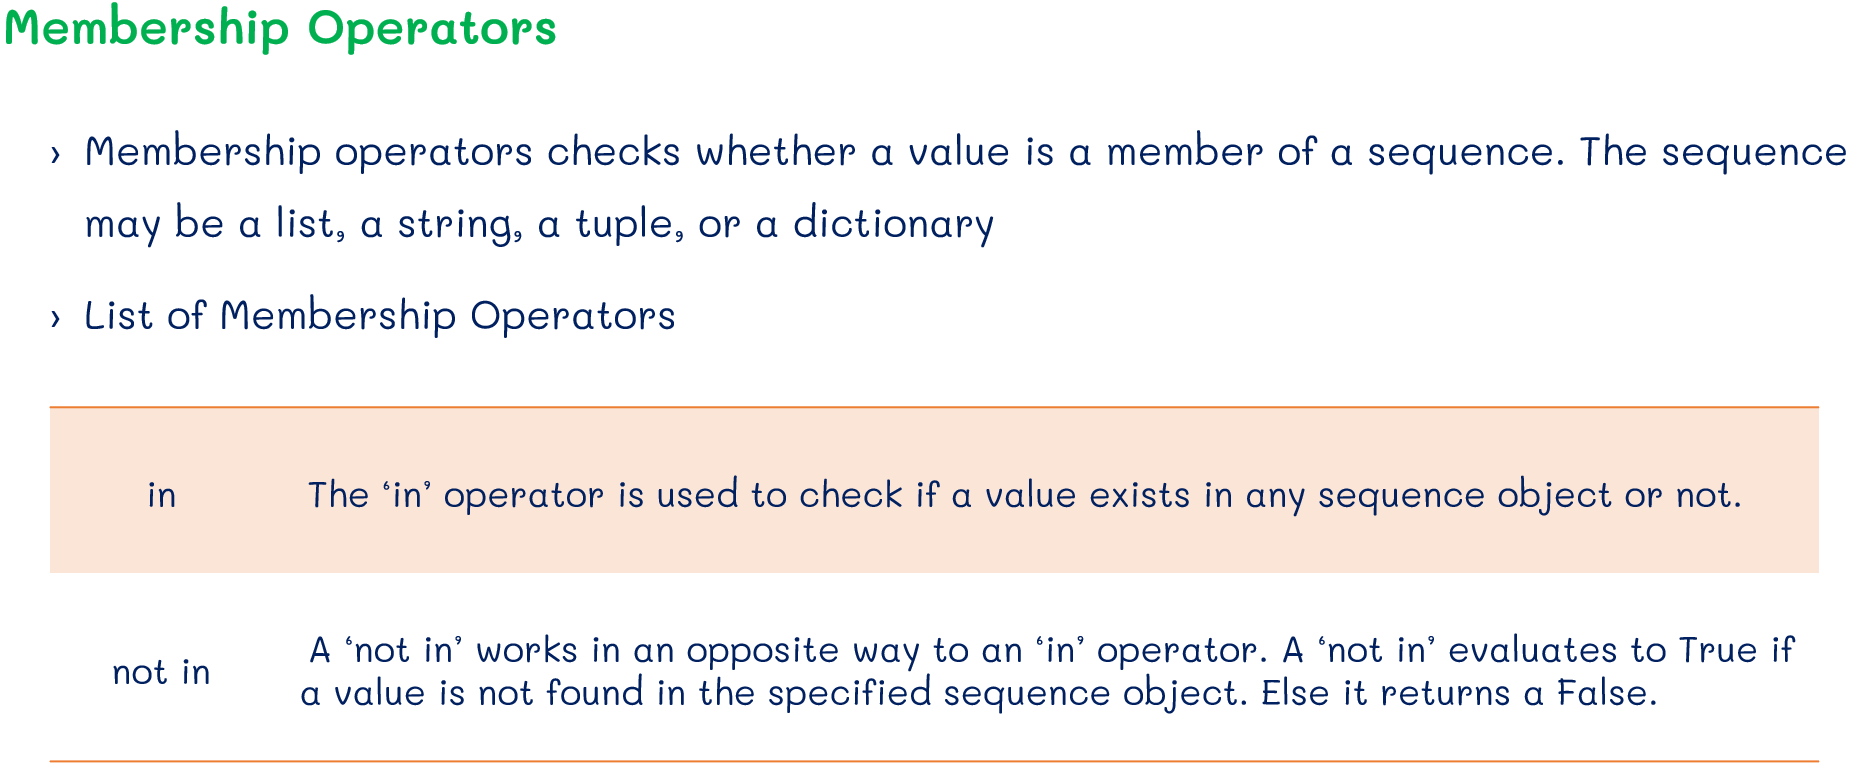 Membership Operators
› Membership operators checks whether a value is a member of a sequence. The sequence
may be a list, a string, a tuple, or a dictionary
› List of Membership Operators
in The ‘in’ operator is used to check if a value exists in any sequence object or not.
not in A ‘not in’ works in an opposite way to an ‘in’ operator. A ‘not in’ evaluates to True if
a value is not found in the specified sequence object. Else it returns a False.